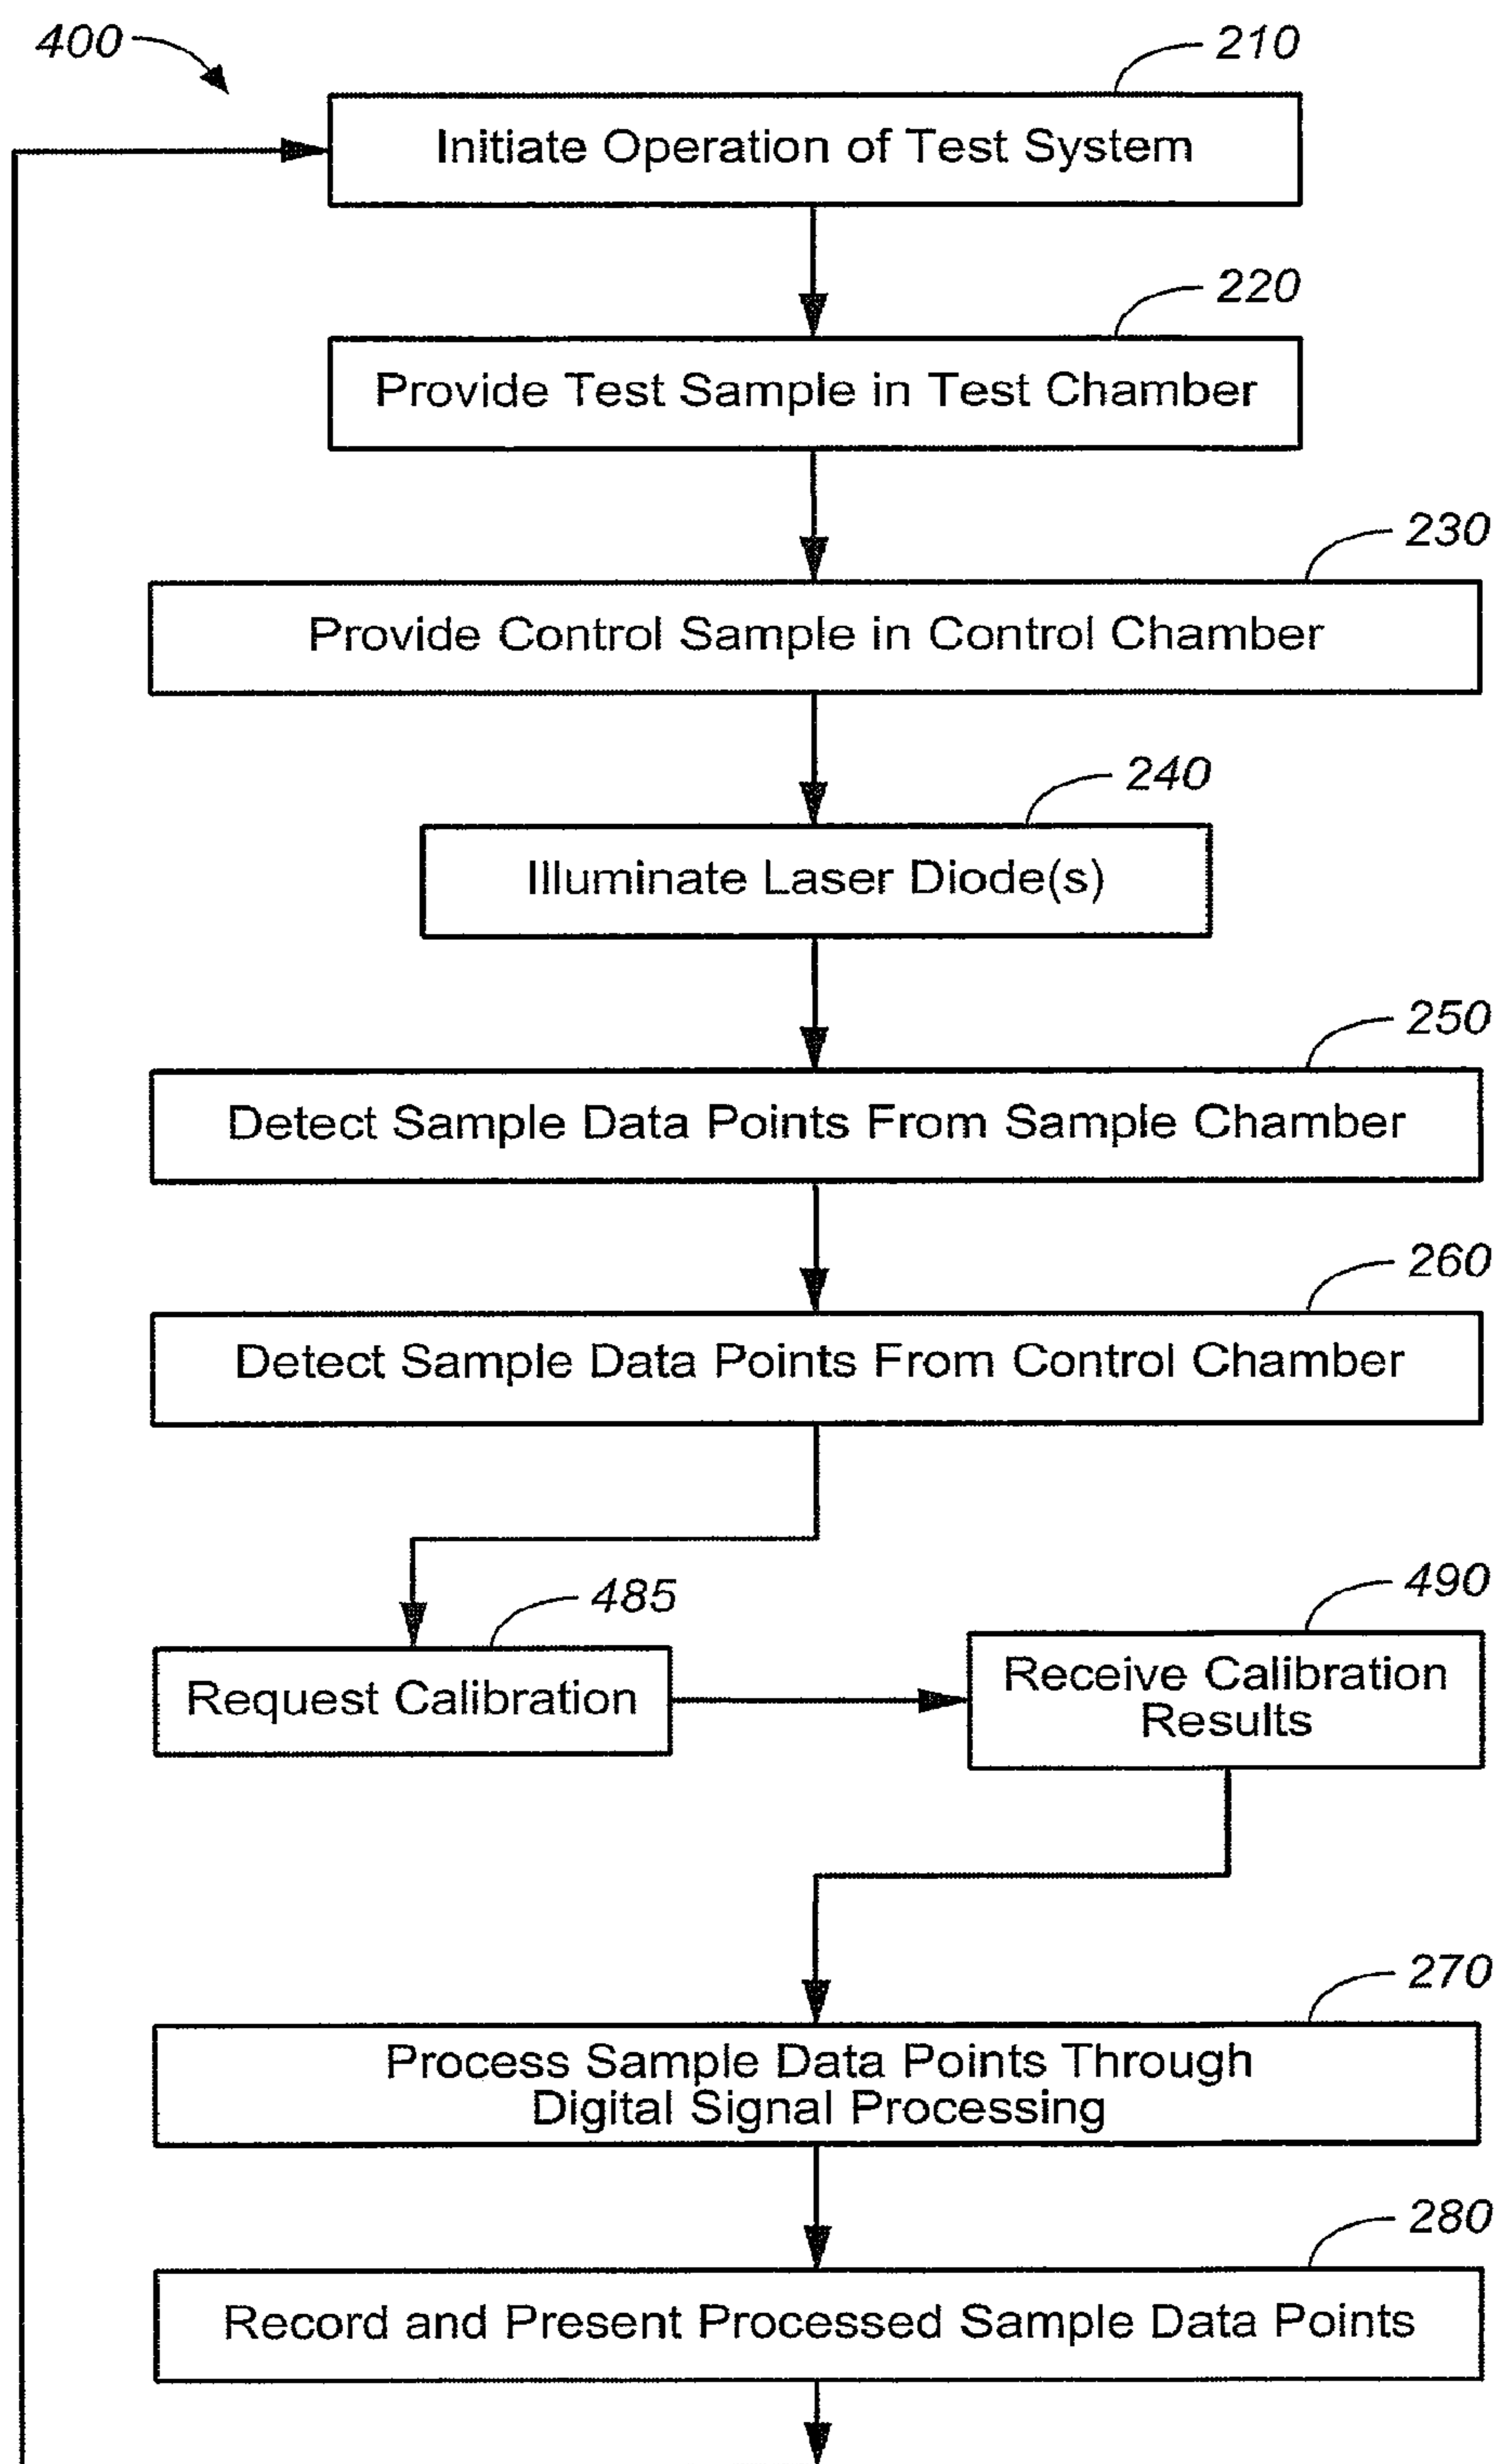 400
210
Initiate Operation of Test System
220
Provide Test Sample in Test Chamber
230
Provide Control Sample in Control Chamber
240
Illuminate Laser Diode(s)
250
Detect Sample Data Points From Sample Chamber
260
Detect Sample Data Points From Control Chamber
485
Request Calibration
490
Receive Calibration
Results
270
Process Sample Data Points Through
Digital Signal Processing
280
Record and Present Processed Sample Data Points